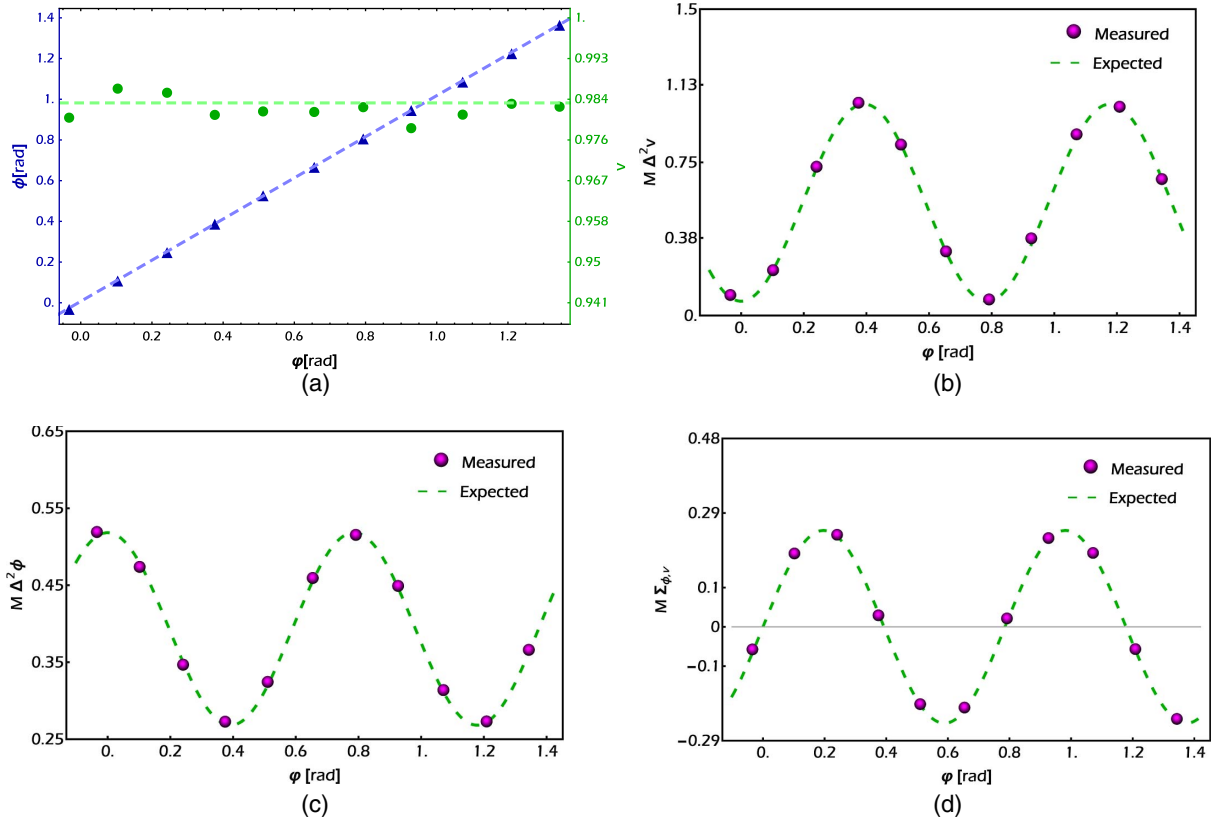 1.4
1.2
1.
0.8
0.6
0.4
0.2
0.
ϕ[rad]
1.
0.993
0.984
0.976
0.967
0.958
0.95
0.941
ν
0.0 0.2 0.4 0.6 0.8 1.0 1.2
φ[rad]
(a)
1.5
1.13
0.75
0.38
0.
M Δ²ν
Measured
Expected
0. 0.2 0.4 0.6 0.8 1. 1.2 1.4
φ [rad]
(b)
0.65
0.55
0.45
0.35
0.25
M Δ²ϕ
Measured
Expected
0. 0.2 0.4 0.6 0.8 1. 1.2 1.4
φ [rad]
(c)
0.48
0.29
0.1
0
−0.1
−0.29
M Σϕ,ν
Measured
Expected
0. 0.2 0.4 0.6 0.8 1. 1.2 1.4
φ [rad]
(d)